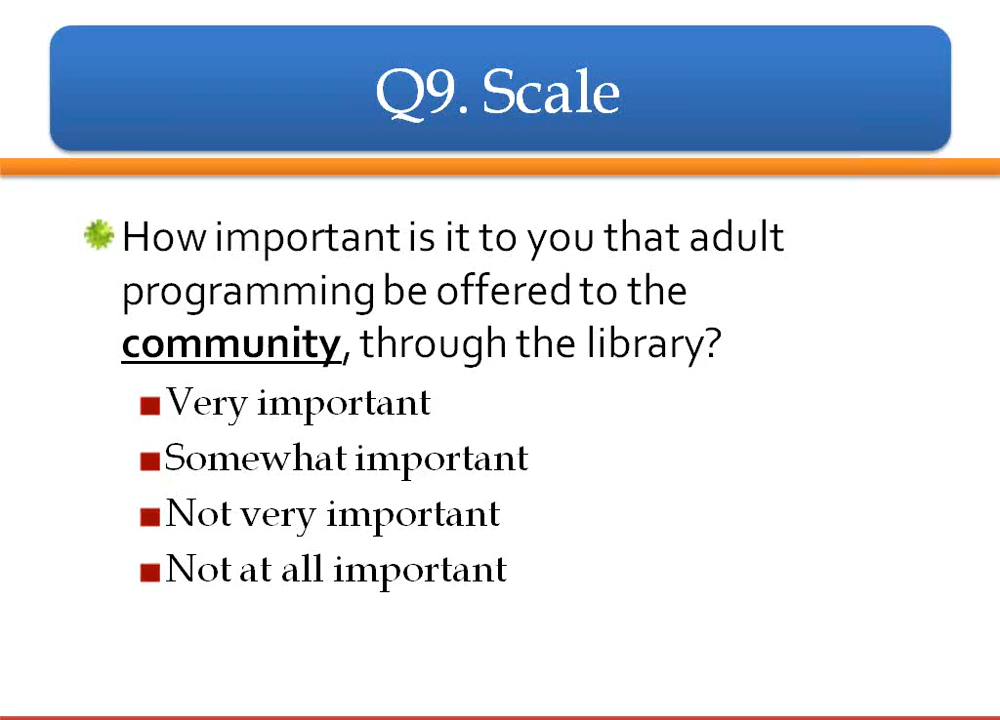 Q9. Scale
How important is it to you that adult
programming be offered to the
community, through the library?
Very important
Somewhat important
Not very important
Not at all important